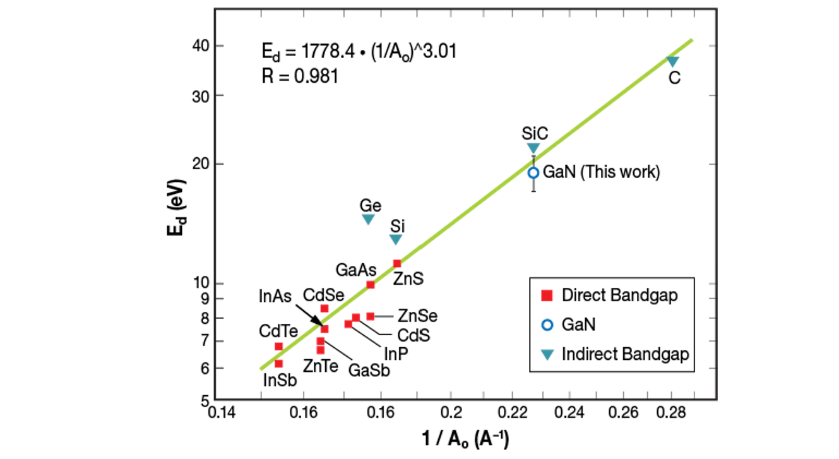 E_d = 1778.4 • (1/A_o)^3.01
R = 0.981
40
30
20
10
9
8
7
6
5
E_d (eV)
C
SiC
GaN (This work)
Ge
Si
GaAs
ZnS
InAs
CdSe
ZnSe
CdTe
CdS
InP
InSb
ZnTe
GaSb
Direct Bandgap
GaN
Indirect Bandgap
0.14
0.16
0.16
0.2
0.22
0.24
0.26
0.28
1 / A_o (A⁻¹)